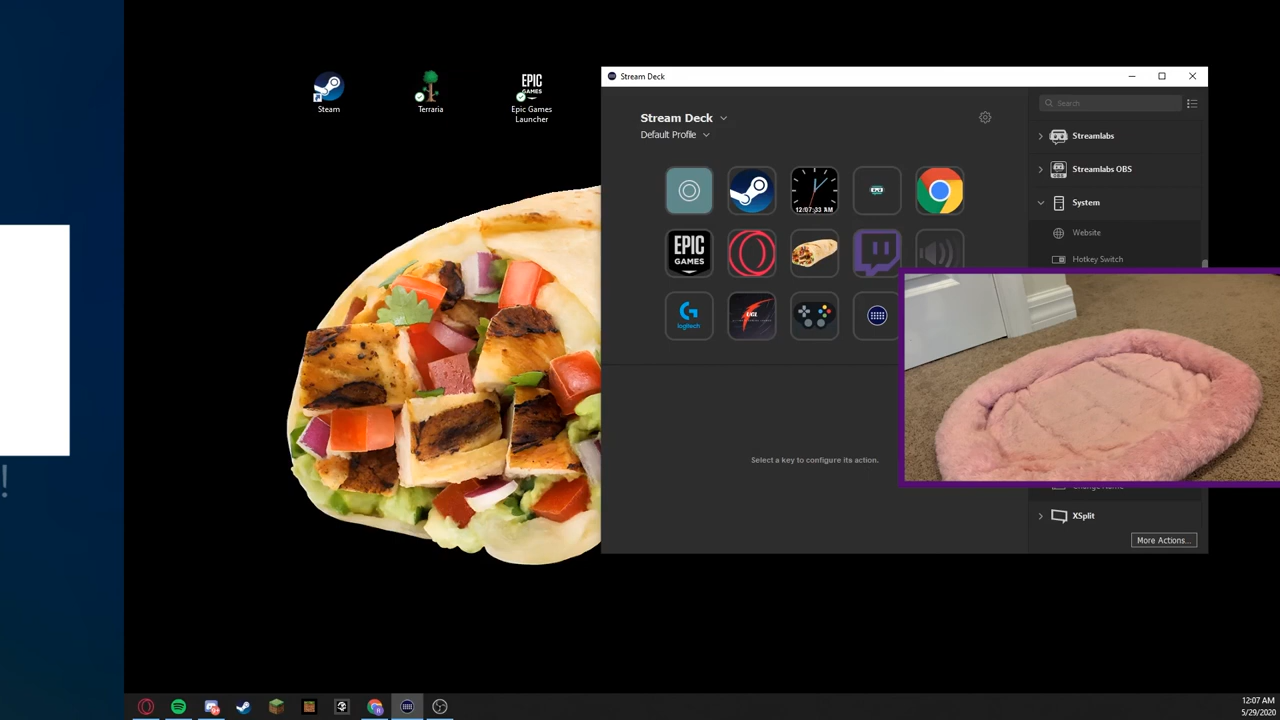 Steam
Terraria
EPIC
GAMES
Epic Games
Launcher
Stream Deck
Stream Deck
Default Profile
12:07:33 AM
EPIC
GAMES
logitech
UGL
Select a key to configure its action.
Search
Streamlabs
Streamlabs OBS
OBS
System
Website
Hotkey Switch
XSplit
More Actions...
!
12:07 AM
5/29/2020